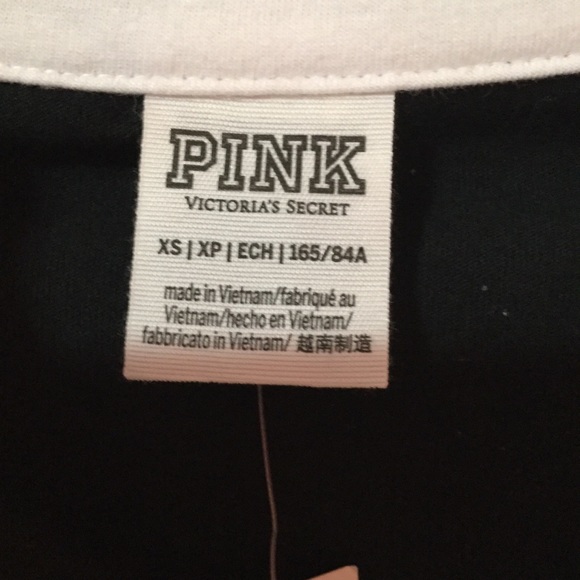 PINK
VICTORIA'S SECRET
XS | XP | ECH | 165/84A
made in Vietnam/fabriqué au
Vietnam/hecho en Vietnam/
fabbricato in Vietnam/ 越南制造